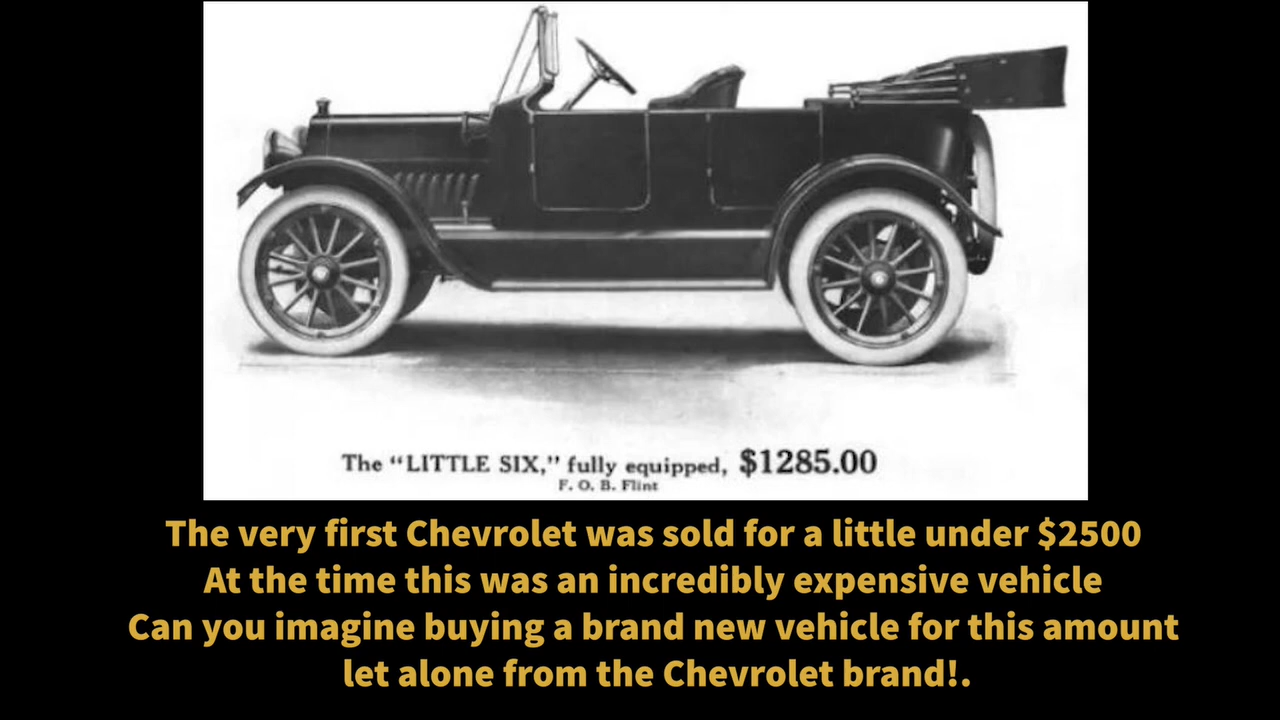 The "LITTLE SIX," fully equipped, $1285.00
F. O. B. Flint
The very first Chevrolet was sold for a little under $2500
At the time this was an incredibly expensive vehicle
Can you imagine buying a brand new vehicle for this amount
let alone from the Chevrolet brand!.